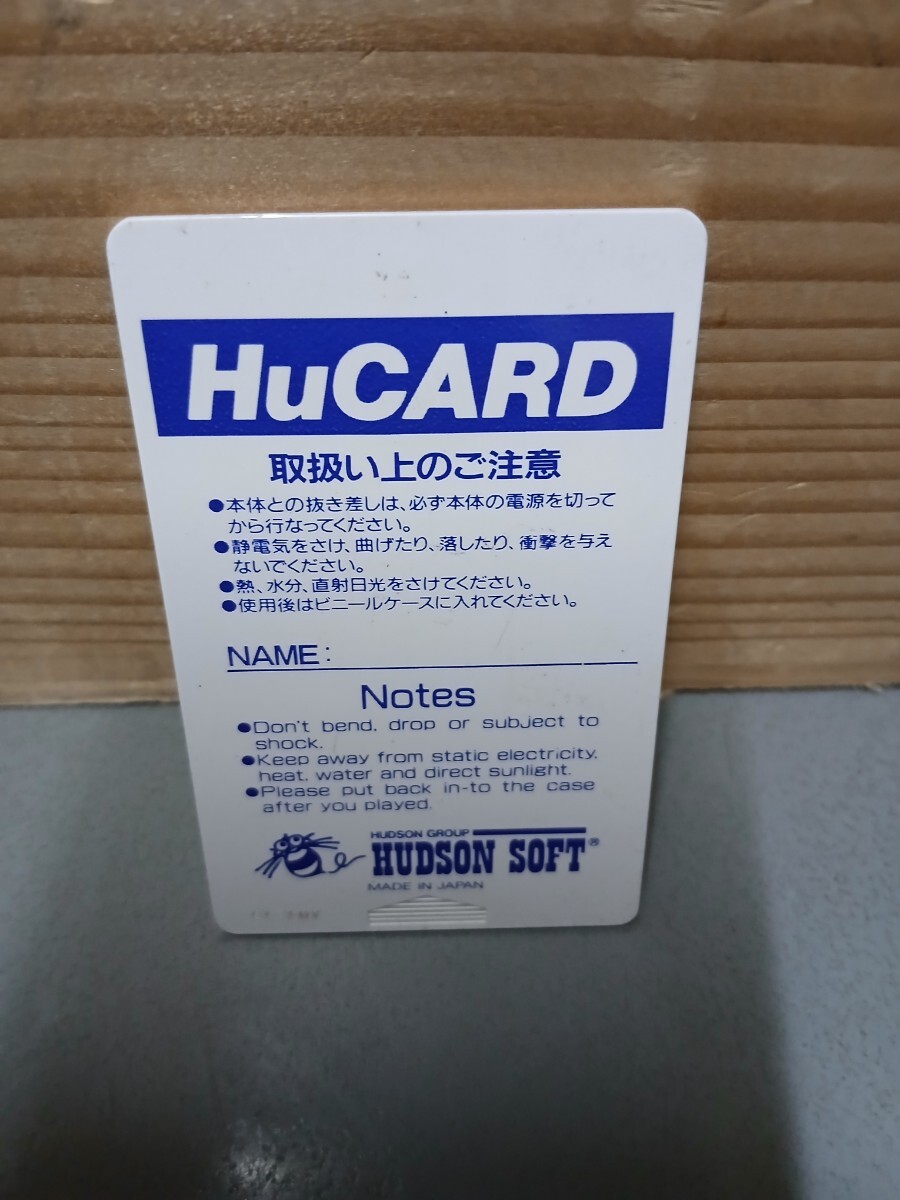 HuCARD
取扱い上のご注意
●本体との抜き差しは、必ず本体の電源を切って
から行なってください。
●静電気をさけ、曲げたり、落したり、衝撃を与え
ないでください。
●熱、水分、直射日光をさけてください。
●使用後はビニールケースに入れてください。
NAME:
Notes
●Don't bend, drop or subject to
shock.
●Keep away from static electricity,
heat, water and direct sunlight.
●Please put back in-to the case
after you played.
HUDSON GROUP
HUDSON SOFT®
MADE IN JAPAN